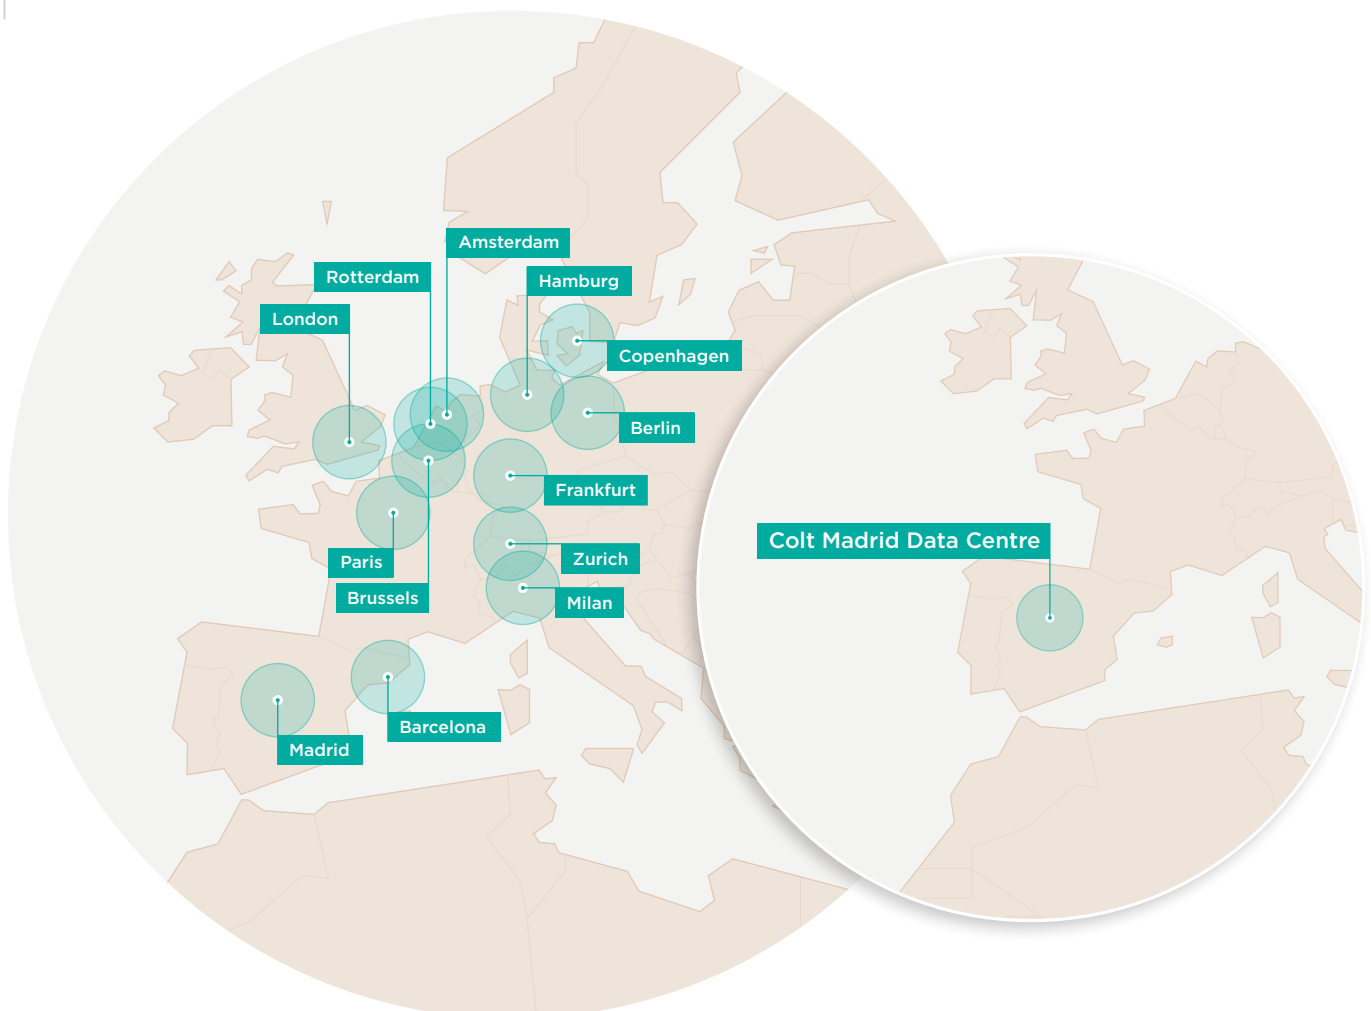 Amsterdam
Rotterdam
Hamburg
London
Copenhagen
Berlin
Frankfurt
Paris
Zurich
Brussels
Milan
Barcelona
Madrid
Colt Madrid Data Centre